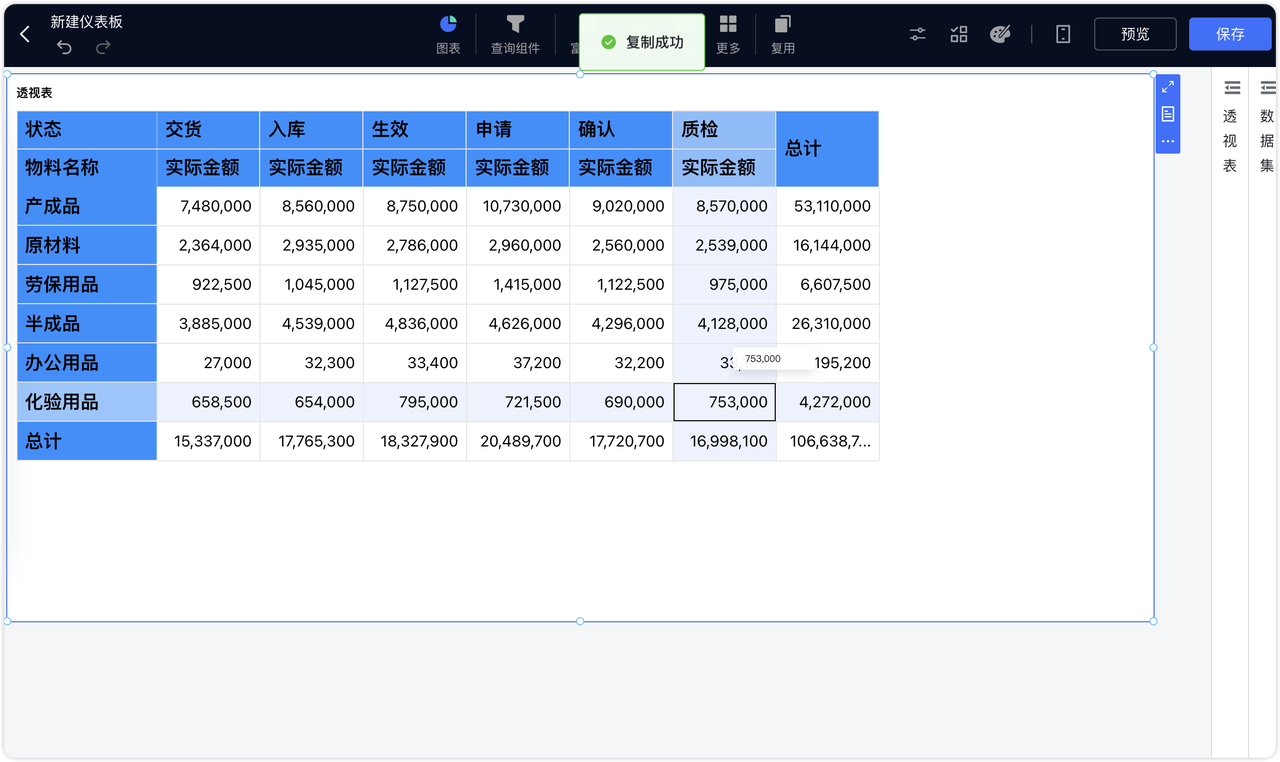 新建仪表板
图表
查询组件
富
复制成功
更多
复用
预览
保存
透视表
状态 交货 入库 生效 申请 确认 质检 总计
物料名称 实际金额 实际金额 实际金额 实际金额 实际金额 实际金额
产成品 7,480,000 8,560,000 8,750,000 10,730,000 9,020,000 8,570,000 53,110,000
原材料 2,364,000 2,935,000 2,786,000 2,960,000 2,560,000 2,539,000 16,144,000
劳保用品 922,500 1,045,000 1,127,500 1,415,000 1,122,500 975,000 6,607,500
半成品 3,885,000 4,539,000 4,836,000 4,626,000 4,296,000 4,128,000 26,310,000
753,000
办公用品 27,000 32,300 33,400 37,200 32,200 195,200
化验用品 658,500 654,000 795,000 721,500 690,000 753,000 4,272,000
总计 15,337,000 17,765,300 18,327,900 20,489,700 17,720,700 16,998,100 106,638,7...
透视表
数据集